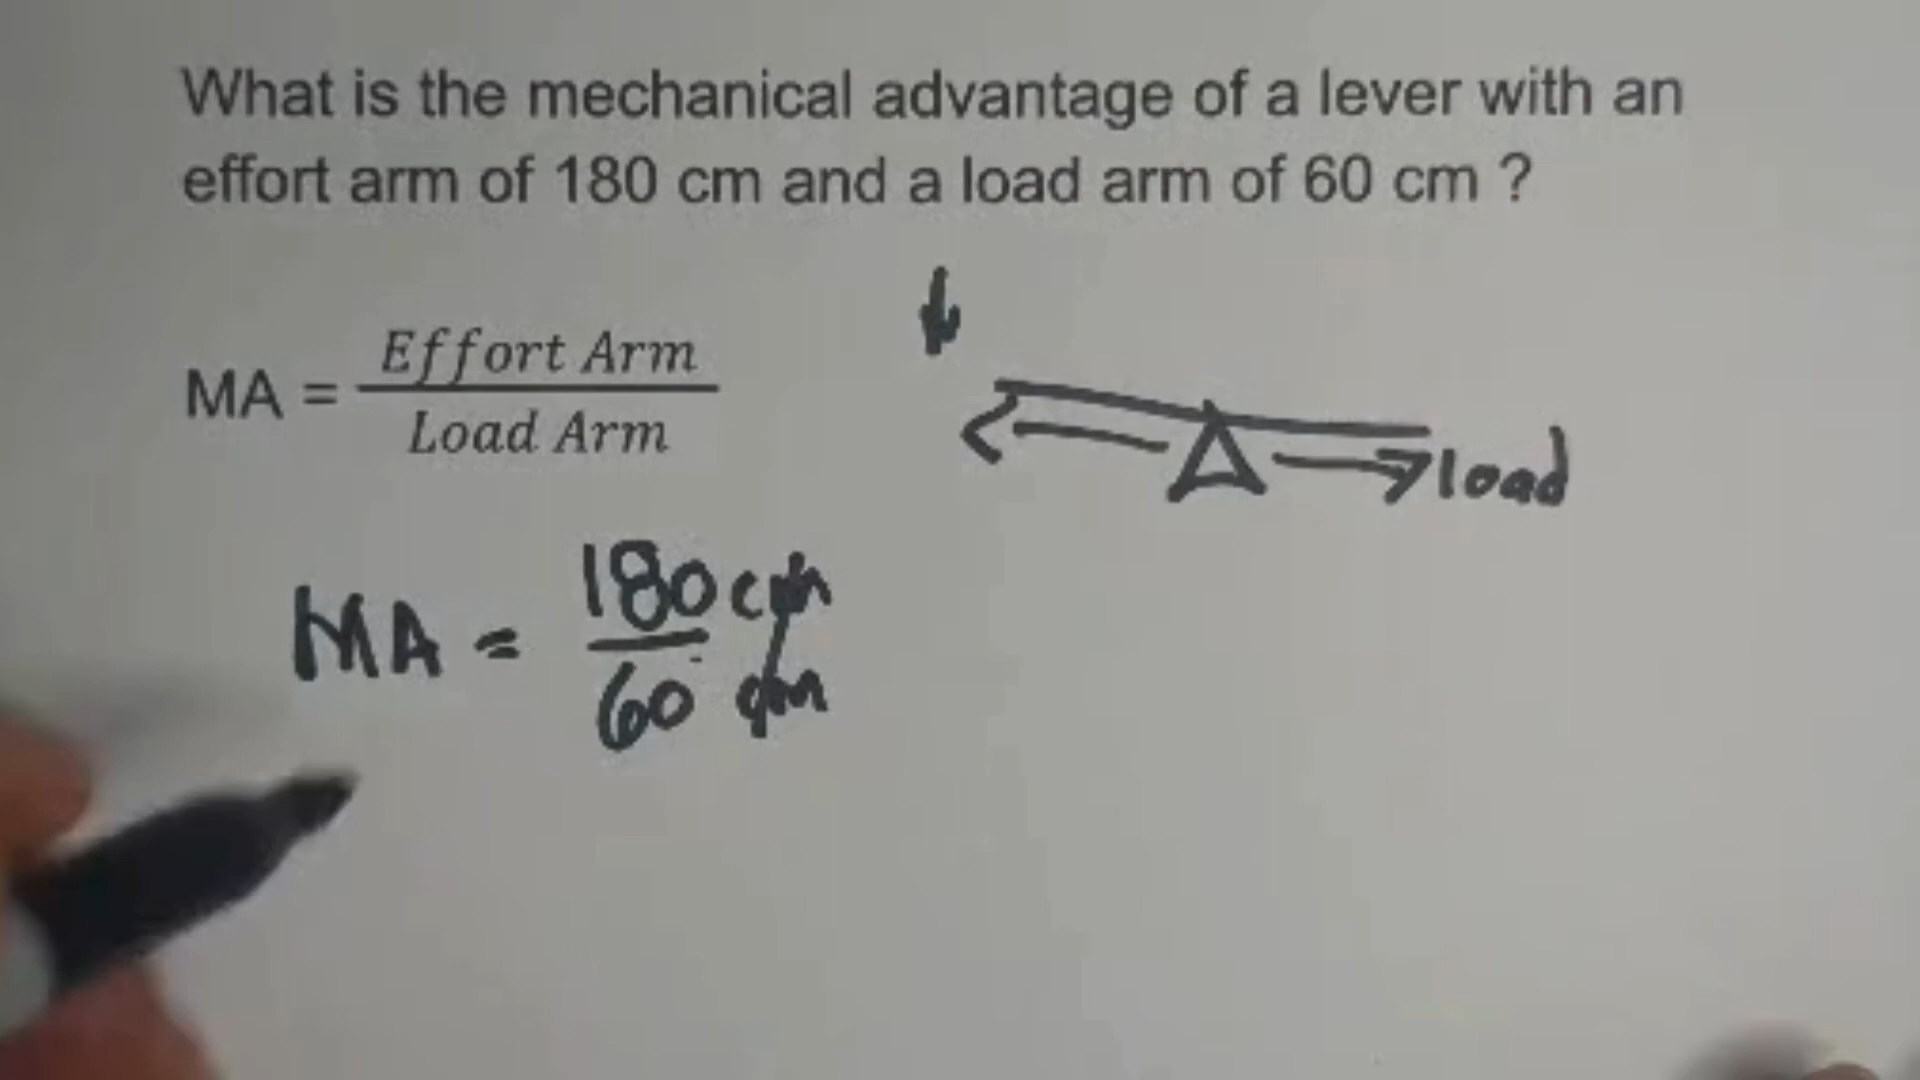 What is the mechanical advantage of a lever with an
effort arm of 180 cm and a load arm of 60 cm ?
MA = Effort Arm / Load Arm
load
MA = 180 cm / 60 cm